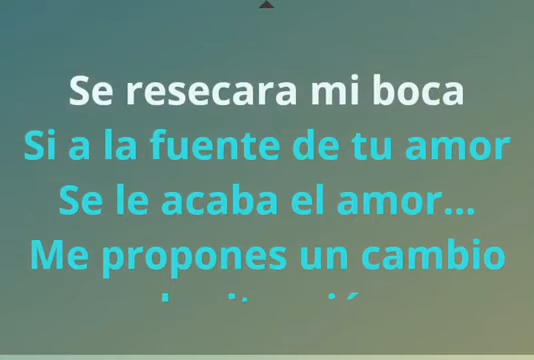 Se resecara mi boca
Si a la fuente de tu amor
Se le acaba el amor...
Me propones un cambio